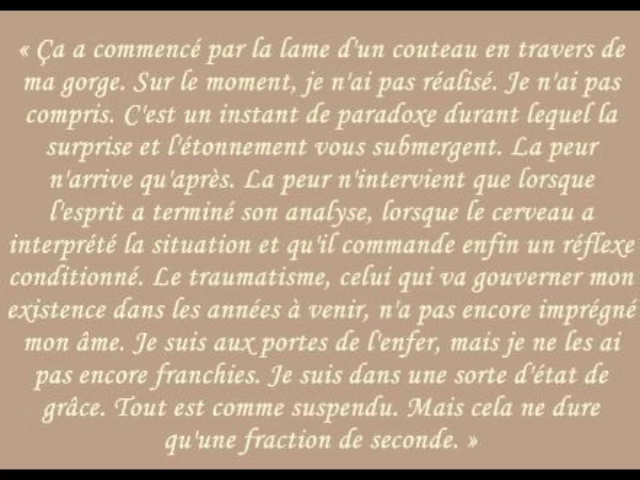 « Ça a commencé par la lame d'un couteau en travers de
ma gorge. Sur le moment, je n'ai pas réalisé. Je n'ai pas
compris. C'est un instant de paradoxe durant lequel la
surprise et l'étonnement vous submergent. La peur
n'arrive qu'après. La peur n'intervient que lorsque
l'esprit a terminé son analyse, lorsque le cerveau a
interprété la situation et qu'il commande enfin un réflexe
conditionné. Le traumatisme, celui qui va gouverner mon
existence dans les années à venir, n'a pas encore imprégné
mon âme. Je suis aux portes de l'enfer, mais je ne les ai
pas encore franchies. Je suis dans une sorte d'état de
grâce. Tout est comme suspendu. Mais cela ne dure
qu'une fraction de seconde. »